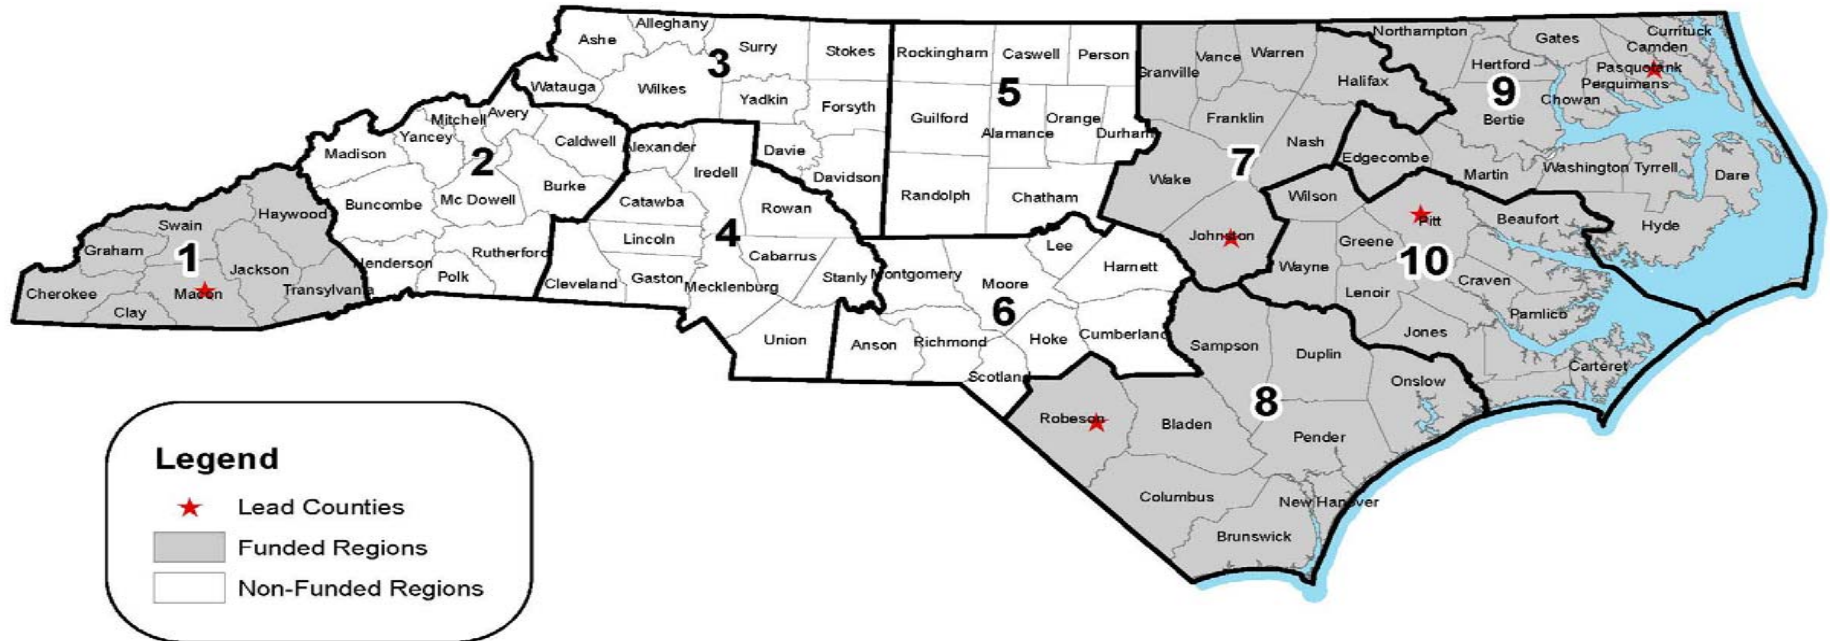 Alleghany
Ashe
Surry
Stokes
3
Watauga
Wilkes
Yadkin
Forsyth
Davie
Davidson
Rockingham
Caswell
Person
5
Guilford
Alamance
Orange
Durham
Randolph
Chatham
Granville
Vance
Warren
Halifax
Franklin
Nash
7
Wake
Johnston
Northampton
Gates
Currituck
Camden
Hertford
Pasquotank
Perquimans
9
Chowan
Bertie
Edgecombe
Martin
Washington
Tyrrell
Dare
Hyde
Mitchell
Avery
Yancey
Caldwell
Madison
2
Burke
Buncombe
Mc Dowell
Rutherford
Henderson
Polk
Alexander
Iredell
Catawba
Rowan
Lincoln
4
Cabarrus
Cleveland
Gaston
Mecklenburg
Stanly
Union
Haywood
Swain
Graham
1
Jackson
Cherokee
Macon
Transylvania
Clay
Lee
Montgomery
Moore
Harnett
6
Anson
Richmond
Hoke
Cumberland
Scotland
Wilson
Pitt
Beaufort
Greene
10
Wayne
Craven
Lenoir
Pamlico
Jones
Carteret
Sampson
Duplin
Onslow
8
Robeson
Bladen
Pender
Columbus
New Hanover
Brunswick
Legend
Lead Counties
Funded Regions
Non-Funded Regions